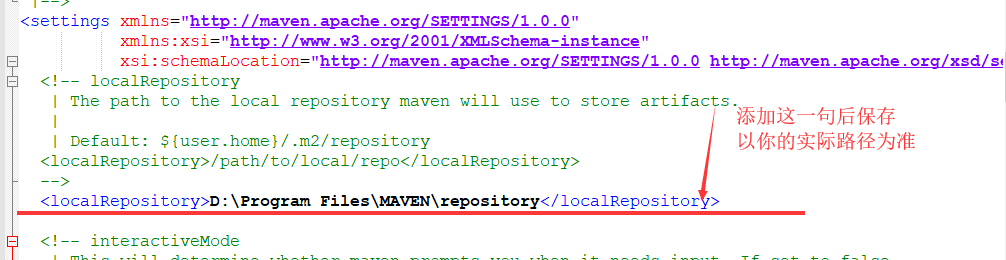 |-->
<settings xmlns="http://maven.apache.org/SETTINGS/1.0.0"
xmlns:xsi="http://www.w3.org/2001/XMLSchema-instance"
xsi:schemaLocation="http://maven.apache.org/SETTINGS/1.0.0 http://maven.apache.org/xsd/se
<!-- localRepository
| The path to the local repository maven will use to store artifacts.
|
| Default: ${user.home}/.m2/repository
<localRepository>/path/to/local/repo</localRepository>
-->
<localRepository>D:\Program Files\MAVEN\repository</localRepository>
添加这一句后保存
以你的实际路径为准
<!-- interactiveMode
| This will determine whether maven prompts you when it needs input. If set to false,